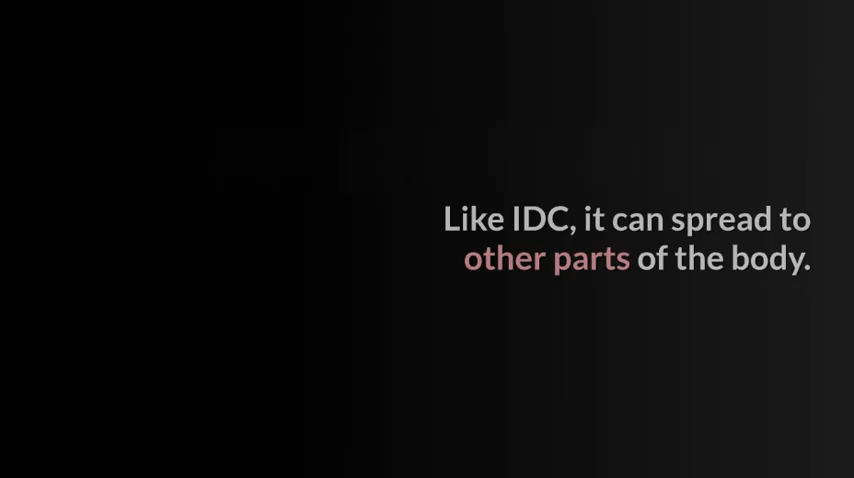 Like IDC, it can spread to
other parts of the body.